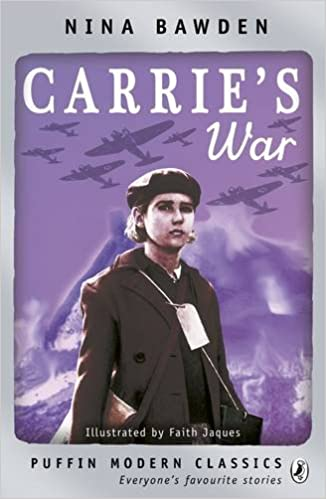 NINA BAWDEN
CARRIE'S
War
Illustrated by Faith Jaques
PUFFIN MODERN CLASSICS
Everyone's favourite stories